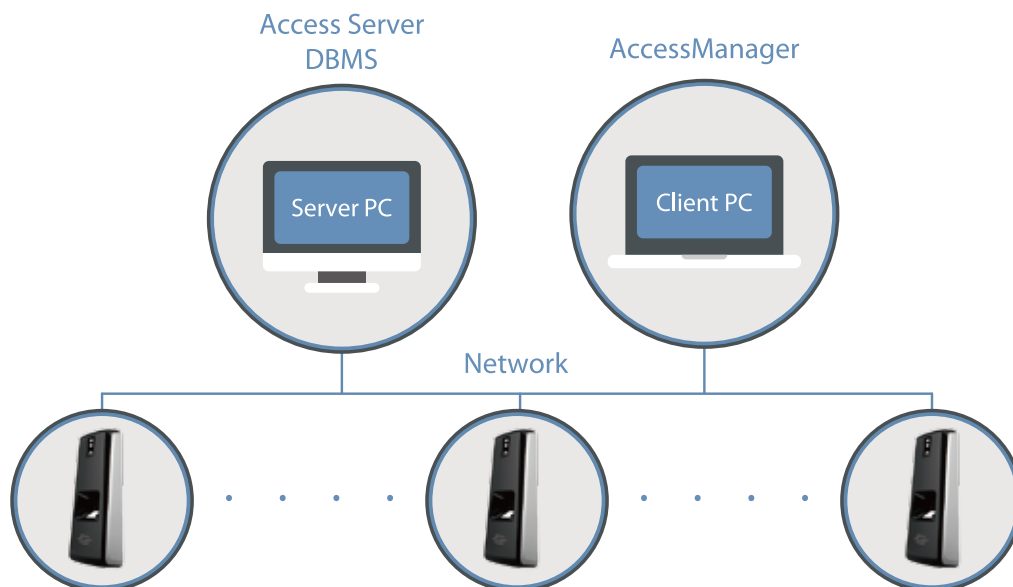 Access Server
DBMS
AccessManager
Server PC
Client PC
Network